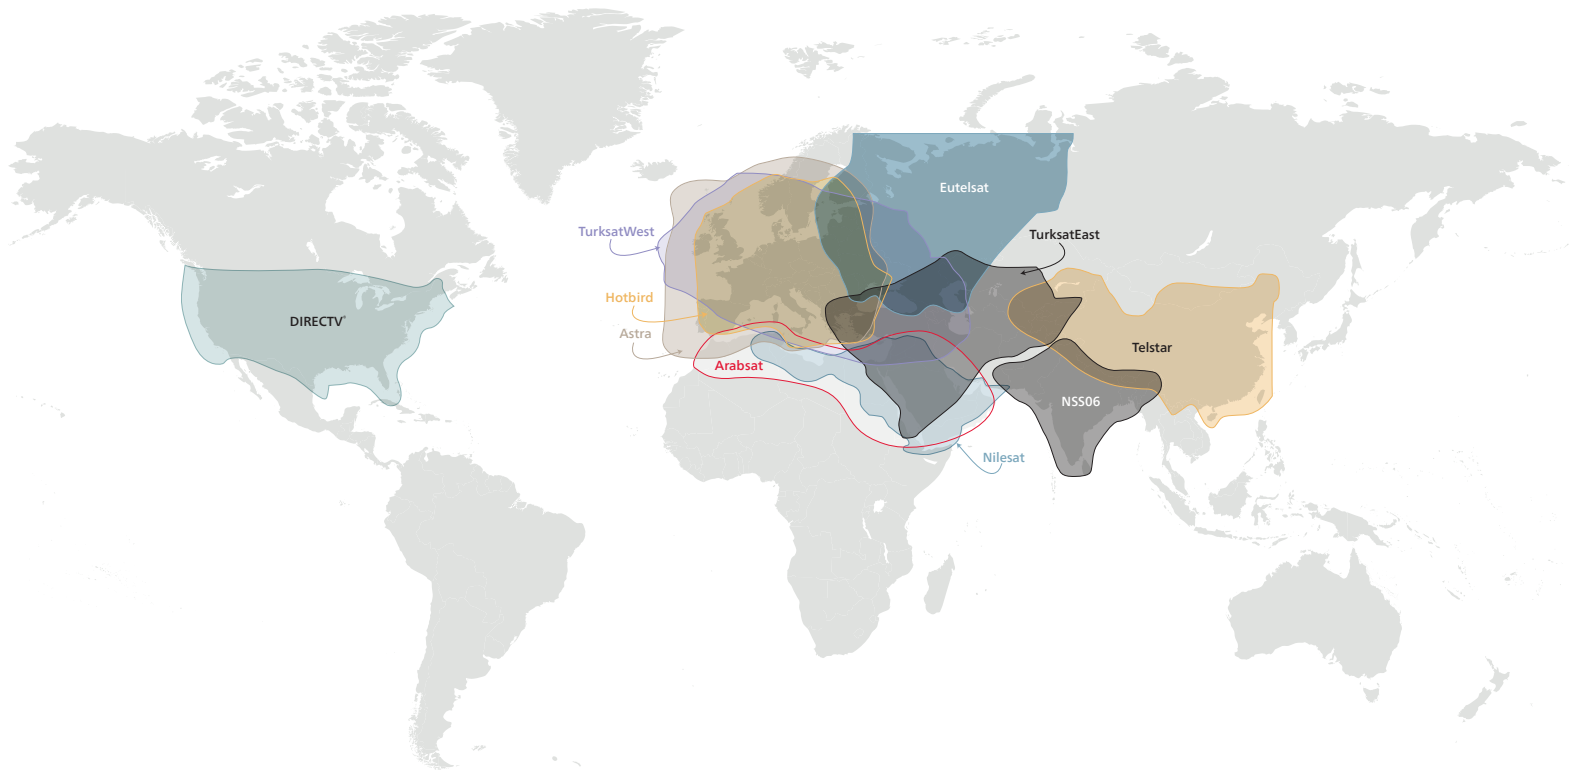 Eutelsat
TurksatWest
TurksatEast
Hotbird
DIRECTV®
Astra
Telstar
Arabsat
NSS06
Nilesat